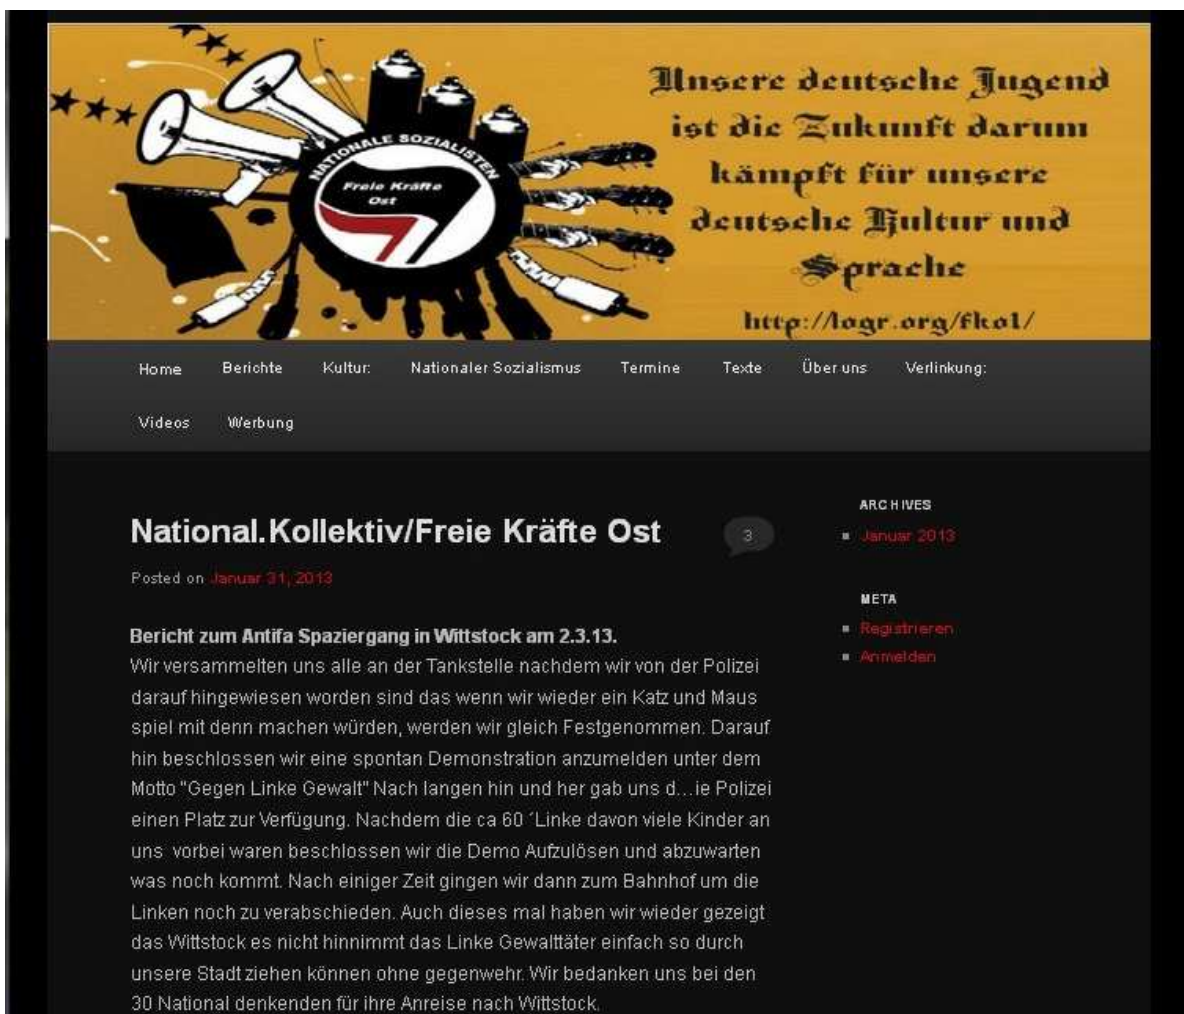 NATIONALE SOZIALISTEN
Freie Kräfte
Ost
Unsere deutsche Jugend
ist die Zukunft darum
kämpft für unsere
deutsche Kultur und
Sprache
http://logr.org/fko1/
Home Berichte Kultur: Nationaler Sozialismus Termine Texte Über uns Verlinkung:
Videos Werbung
National.Kollektiv/Freie Kräfte Ost
3
Posted on Januar 31, 2013
Bericht zum Antifa Spaziergang in Wittstock am 2.3.13.
Wir versammelten uns alle an der Tankstelle nachdem wir von der Polizei
darauf hingewiesen worden sind das wenn wir wieder ein Katz und Maus
spiel mit denn machen würden, werden wir gleich Festgenommen. Darauf
hin beschlossen wir eine spontan Demonstration anzumelden unter dem
Motto "Gegen Linke Gewalt" Nach langen hin und her gab uns d…ie Polizei
einen Platz zur Verfügung. Nachdem die ca 60 ´Linke davon viele Kinder an
uns vorbei waren beschlossen wir die Demo Aufzulösen und abzuwarten
was noch kommt. Nach einiger Zeit gingen wir dann zum Bahnhof um die
Linken noch zu verabschieden. Auch dieses mal haben wir wieder gezeigt
das Wittstock es nicht hinnimmt das Linke Gewalttäter einfach so durch
unsere Stadt ziehen können ohne gegenwehr. Wir bedanken uns bei den
30 National denkenden für ihre Anreise nach Wittstock.
ARCHIVES
Januar 2013
META
Registrieren
Anmelden